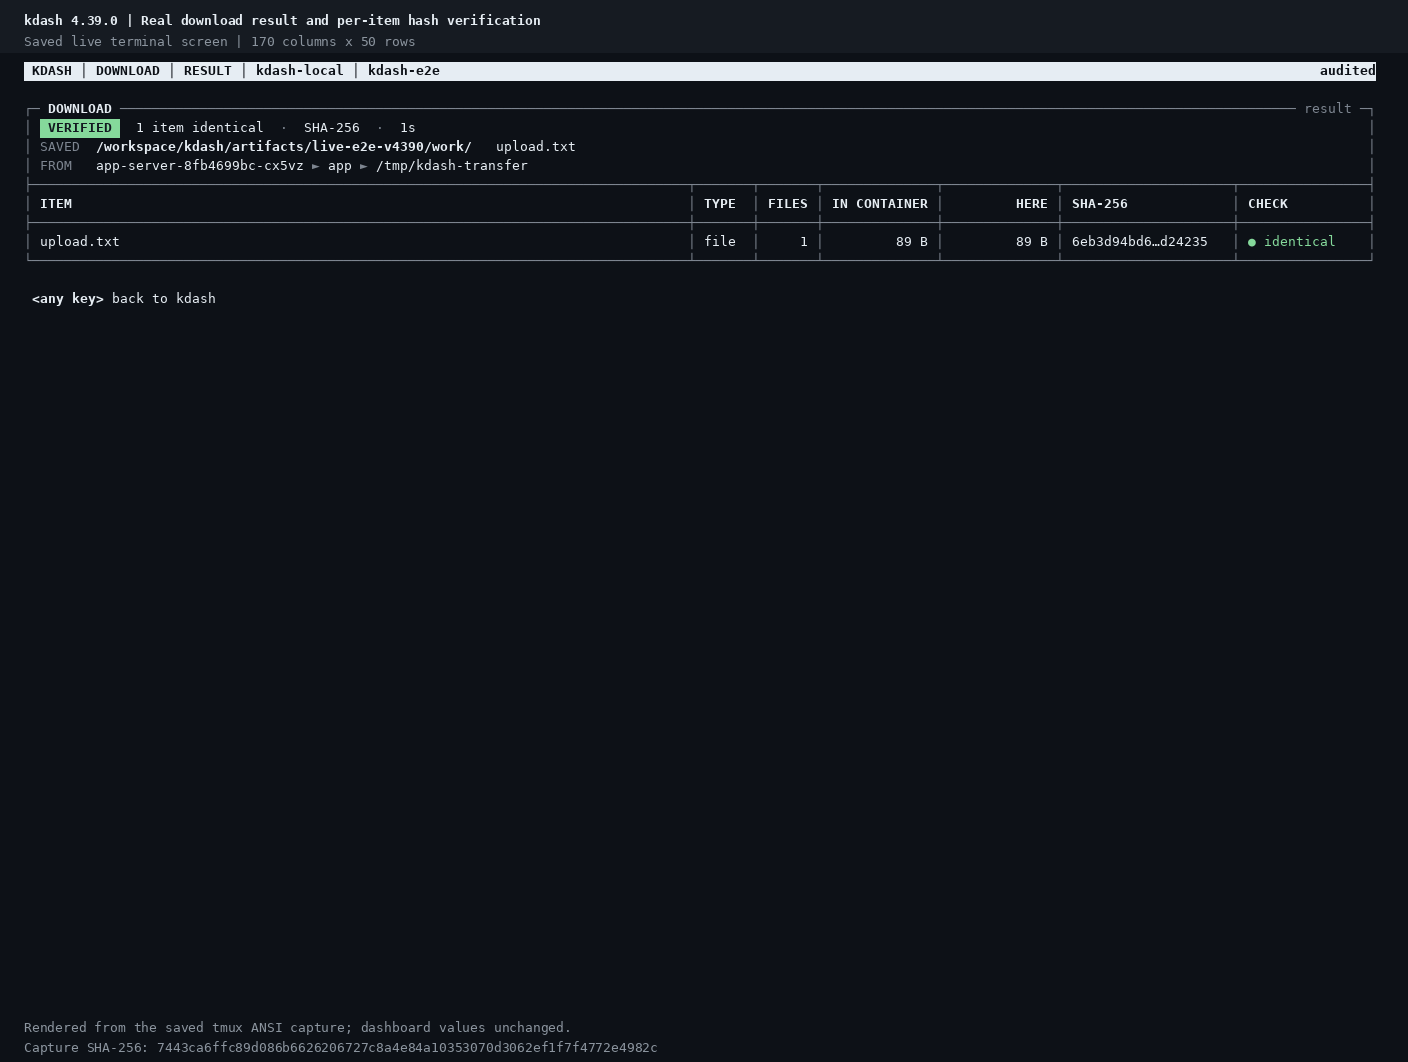 kdash 4.39.0 | Real download result and per-item hash verification
Saved live terminal screen | 170 columns x 50 rows
KDASH │ DOWNLOAD │ RESULT │ kdash-local │ kdash-e2e audited
DOWNLOAD result
VERIFIED 1 item identical · SHA-256 · 1s
SAVED /workspace/kdash/artifacts/live-e2e-v4390/work/ upload.txt
FROM app-server-8fb4699bc-cx5vz ► app ► /tmp/kdash-transfer
ITEM │ TYPE │ FILES │ IN CONTAINER │ HERE │ SHA-256 │ CHECK
upload.txt │ file │ 1 │ 89 B │ 89 B │ 6eb3d94bd6…d24235 │ ● identical
<any key> back to kdash
Rendered from the saved tmux ANSI capture; dashboard values unchanged.
Capture SHA-256: 7443ca6ffc89d086b6626206727c8a4e84a10353070d3062ef1f7f4772e4982c